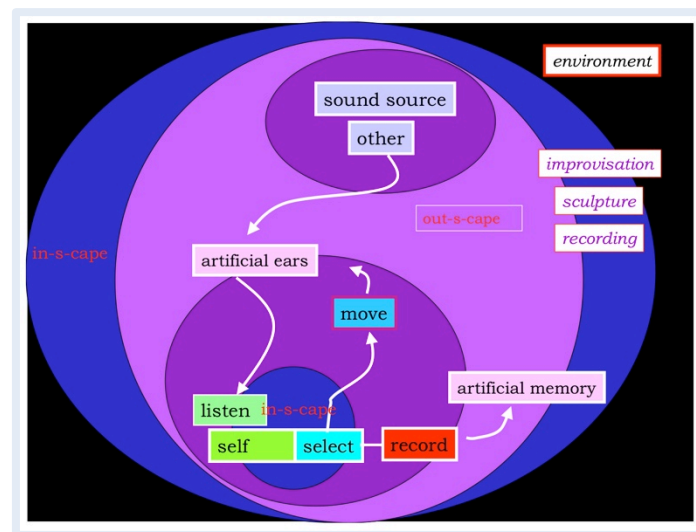 environment
sound source
other
improvisation
sculpture
out-s-cape
recording
in-s-cape
artificial ears
move
artificial memory
listen
in-s-cape
self
select
record